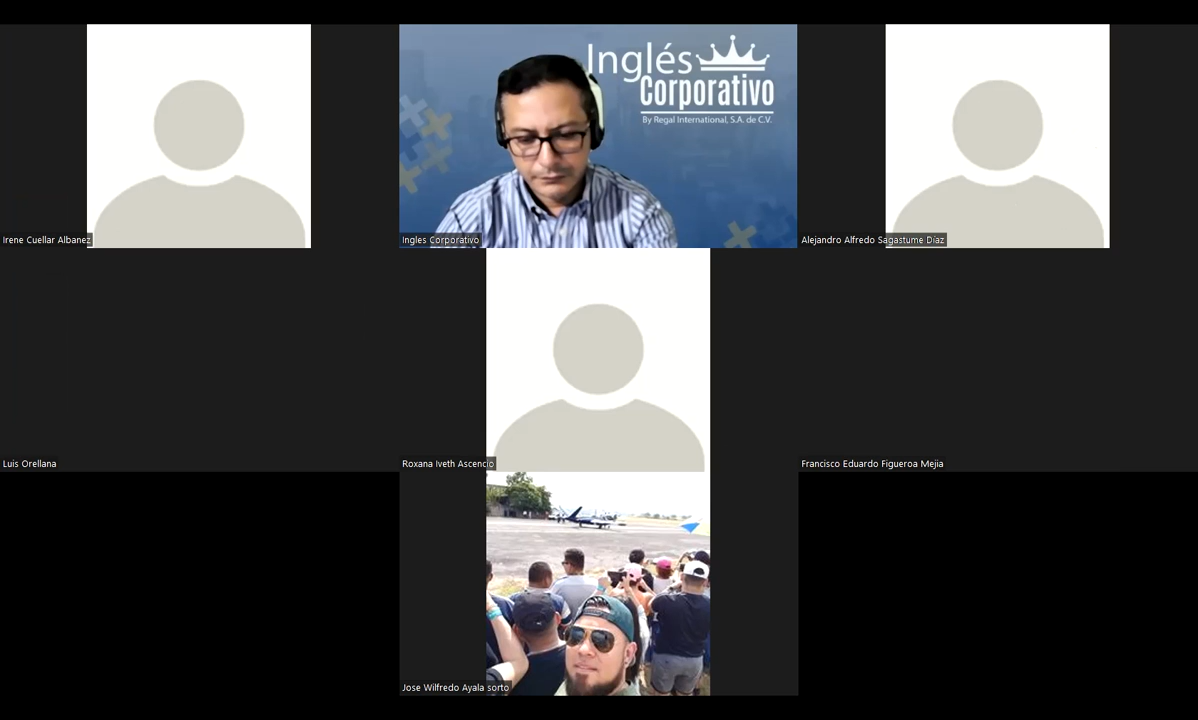 Inglés
Corporativo
By Regal International, S.A. de C.V.
Irene Cuellar Albanez
Ingles Corporativo
Alejandro Alfredo Sagastume Díaz
Luis Orellana
Roxana Iveth Ascencio
Francisco Eduardo Figueroa Mejia
Jose Wilfredo Ayala sorto